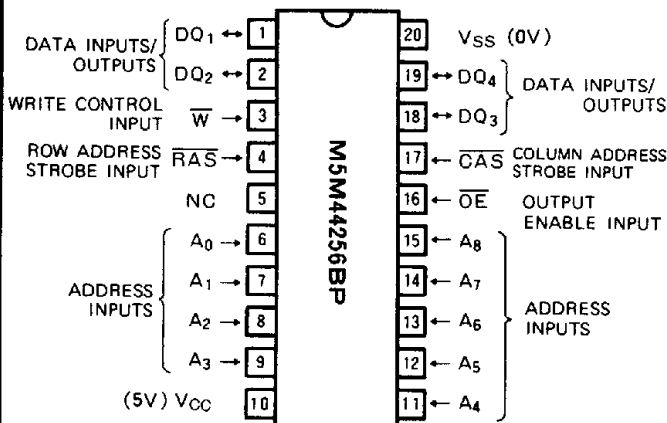 DQ₁ ↔ 1
DATA INPUTS/
OUTPUTS
DQ₂ ↔ 2
WRITE CONTROL
INPUT
W̅ → 3
ROW ADDRESS
STROBE INPUT
R̅A̅S̅ → 4
NC 5
A₀ → 6
A₁ → 7
ADDRESS
INPUTS
A₂ → 8
A₃ → 9
(5V) VCC 10
M5M44256BP
20 VSS (0V)
19 ↔ DQ₄
DATA INPUTS/
OUTPUTS
18 ↔ DQ₃
17 ← C̅A̅S̅
COLUMN ADDRESS
STROBE INPUT
16 ← O̅E̅
OUTPUT
ENABLE INPUT
15 ← A₈
14 ← A₇
13 ← A₆
ADDRESS
INPUTS
12 ← A₅
11 ← A₄